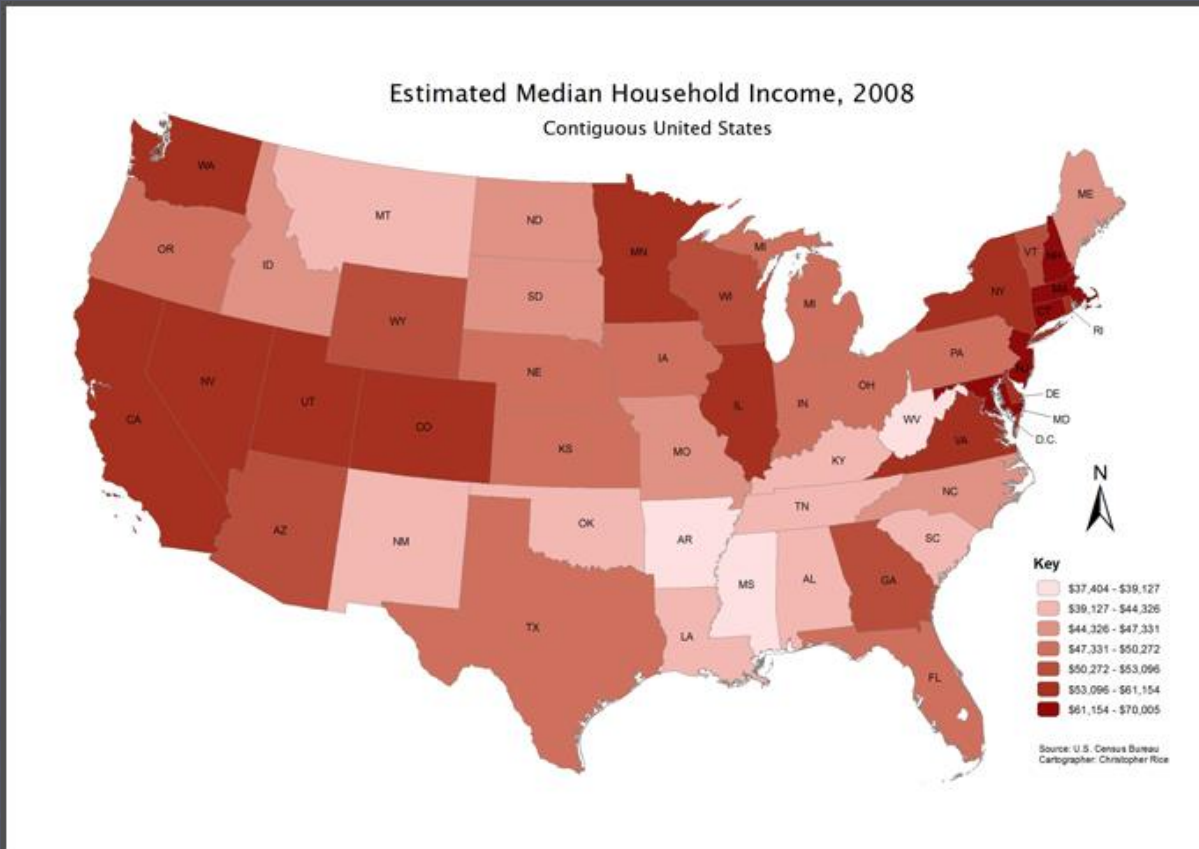 Estimated Median Household Income, 2008
Contiguous United States
WA
MT
ND
MN
ME
OR
ID
SD
WI
MI
VT
NH
WY
NY
MA
CT
RI
IA
MI
PA
NE
NJ
NV
UT
CO
CA
IL
IN
OH
DE
MD
D.C.
WV
VA
KS
MO
KY
NC
TN
AZ
NM
OK
AR
SC
MS
AL
GA
TX
LA
FL
N
Key
$37,404 - $39,127
$39,127 - $44,326
$44,326 - $47,331
$47,331 - $50,272
$50,272 - $53,096
$53,096 - $61,154
$61,154 - $70,005
Source: U.S. Census Bureau
Cartographer: Christopher Rice